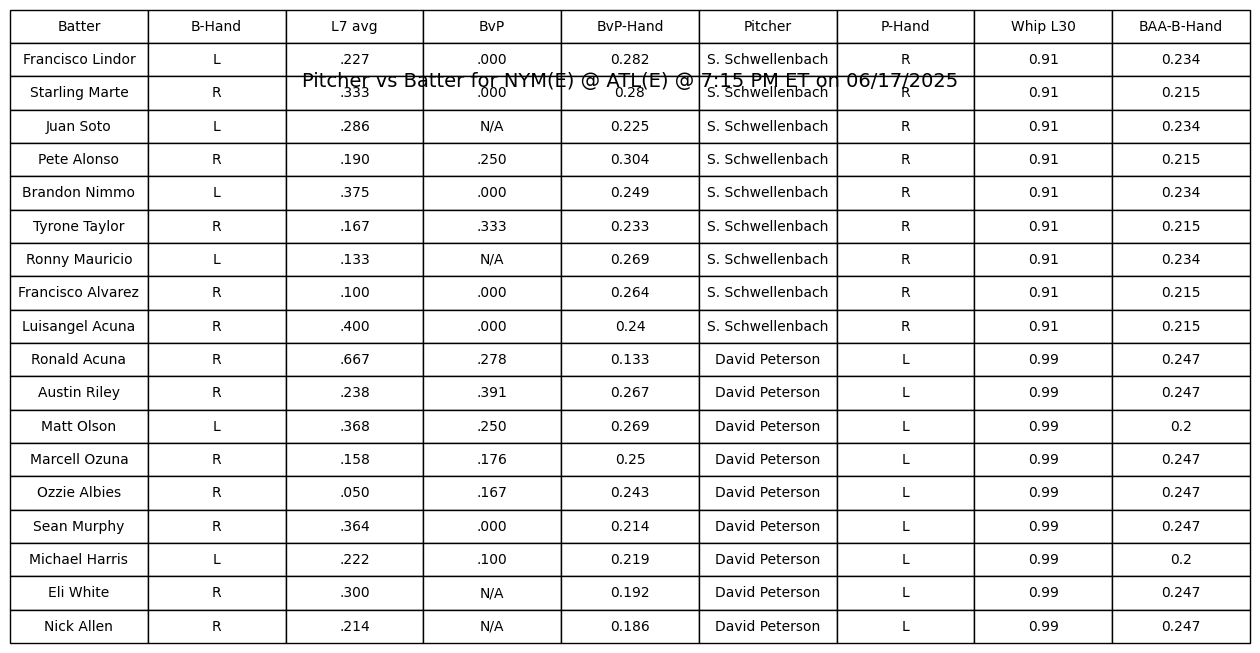 Batter B-Hand L7 avg BvP BvP-Hand Pitcher P-Hand Whip L30 BAA-B-Hand
Francisco Lindor L .227 .000 0.282 S. Schwellenbach R 0.91 0.234
Pitcher vs Batter for NYM(E) @ ATL(E) @ 7:15 PM ET on 06/17/2025
Starling Marte R .333 .000 0.28 S. Schwellenbach R 0.91 0.215
Juan Soto L .286 N/A 0.225 S. Schwellenbach R 0.91 0.234
Pete Alonso R .190 .250 0.304 S. Schwellenbach R 0.91 0.215
Brandon Nimmo L .375 .000 0.249 S. Schwellenbach R 0.91 0.234
Tyrone Taylor R .167 .333 0.233 S. Schwellenbach R 0.91 0.215
Ronny Mauricio L .133 N/A 0.269 S. Schwellenbach R 0.91 0.234
Francisco Alvarez R .100 .000 0.264 S. Schwellenbach R 0.91 0.215
Luisangel Acuna R .400 .000 0.24 S. Schwellenbach R 0.91 0.215
Ronald Acuna R .667 .278 0.133 David Peterson L 0.99 0.247
Austin Riley R .238 .391 0.267 David Peterson L 0.99 0.247
Matt Olson L .368 .250 0.269 David Peterson L 0.99 0.2
Marcell Ozuna R .158 .176 0.25 David Peterson L 0.99 0.247
Ozzie Albies R .050 .167 0.243 David Peterson L 0.99 0.247
Sean Murphy R .364 .000 0.214 David Peterson L 0.99 0.247
Michael Harris L .222 .100 0.219 David Peterson L 0.99 0.2
Eli White R .300 N/A 0.192 David Peterson L 0.99 0.247
Nick Allen R .214 N/A 0.186 David Peterson L 0.99 0.247